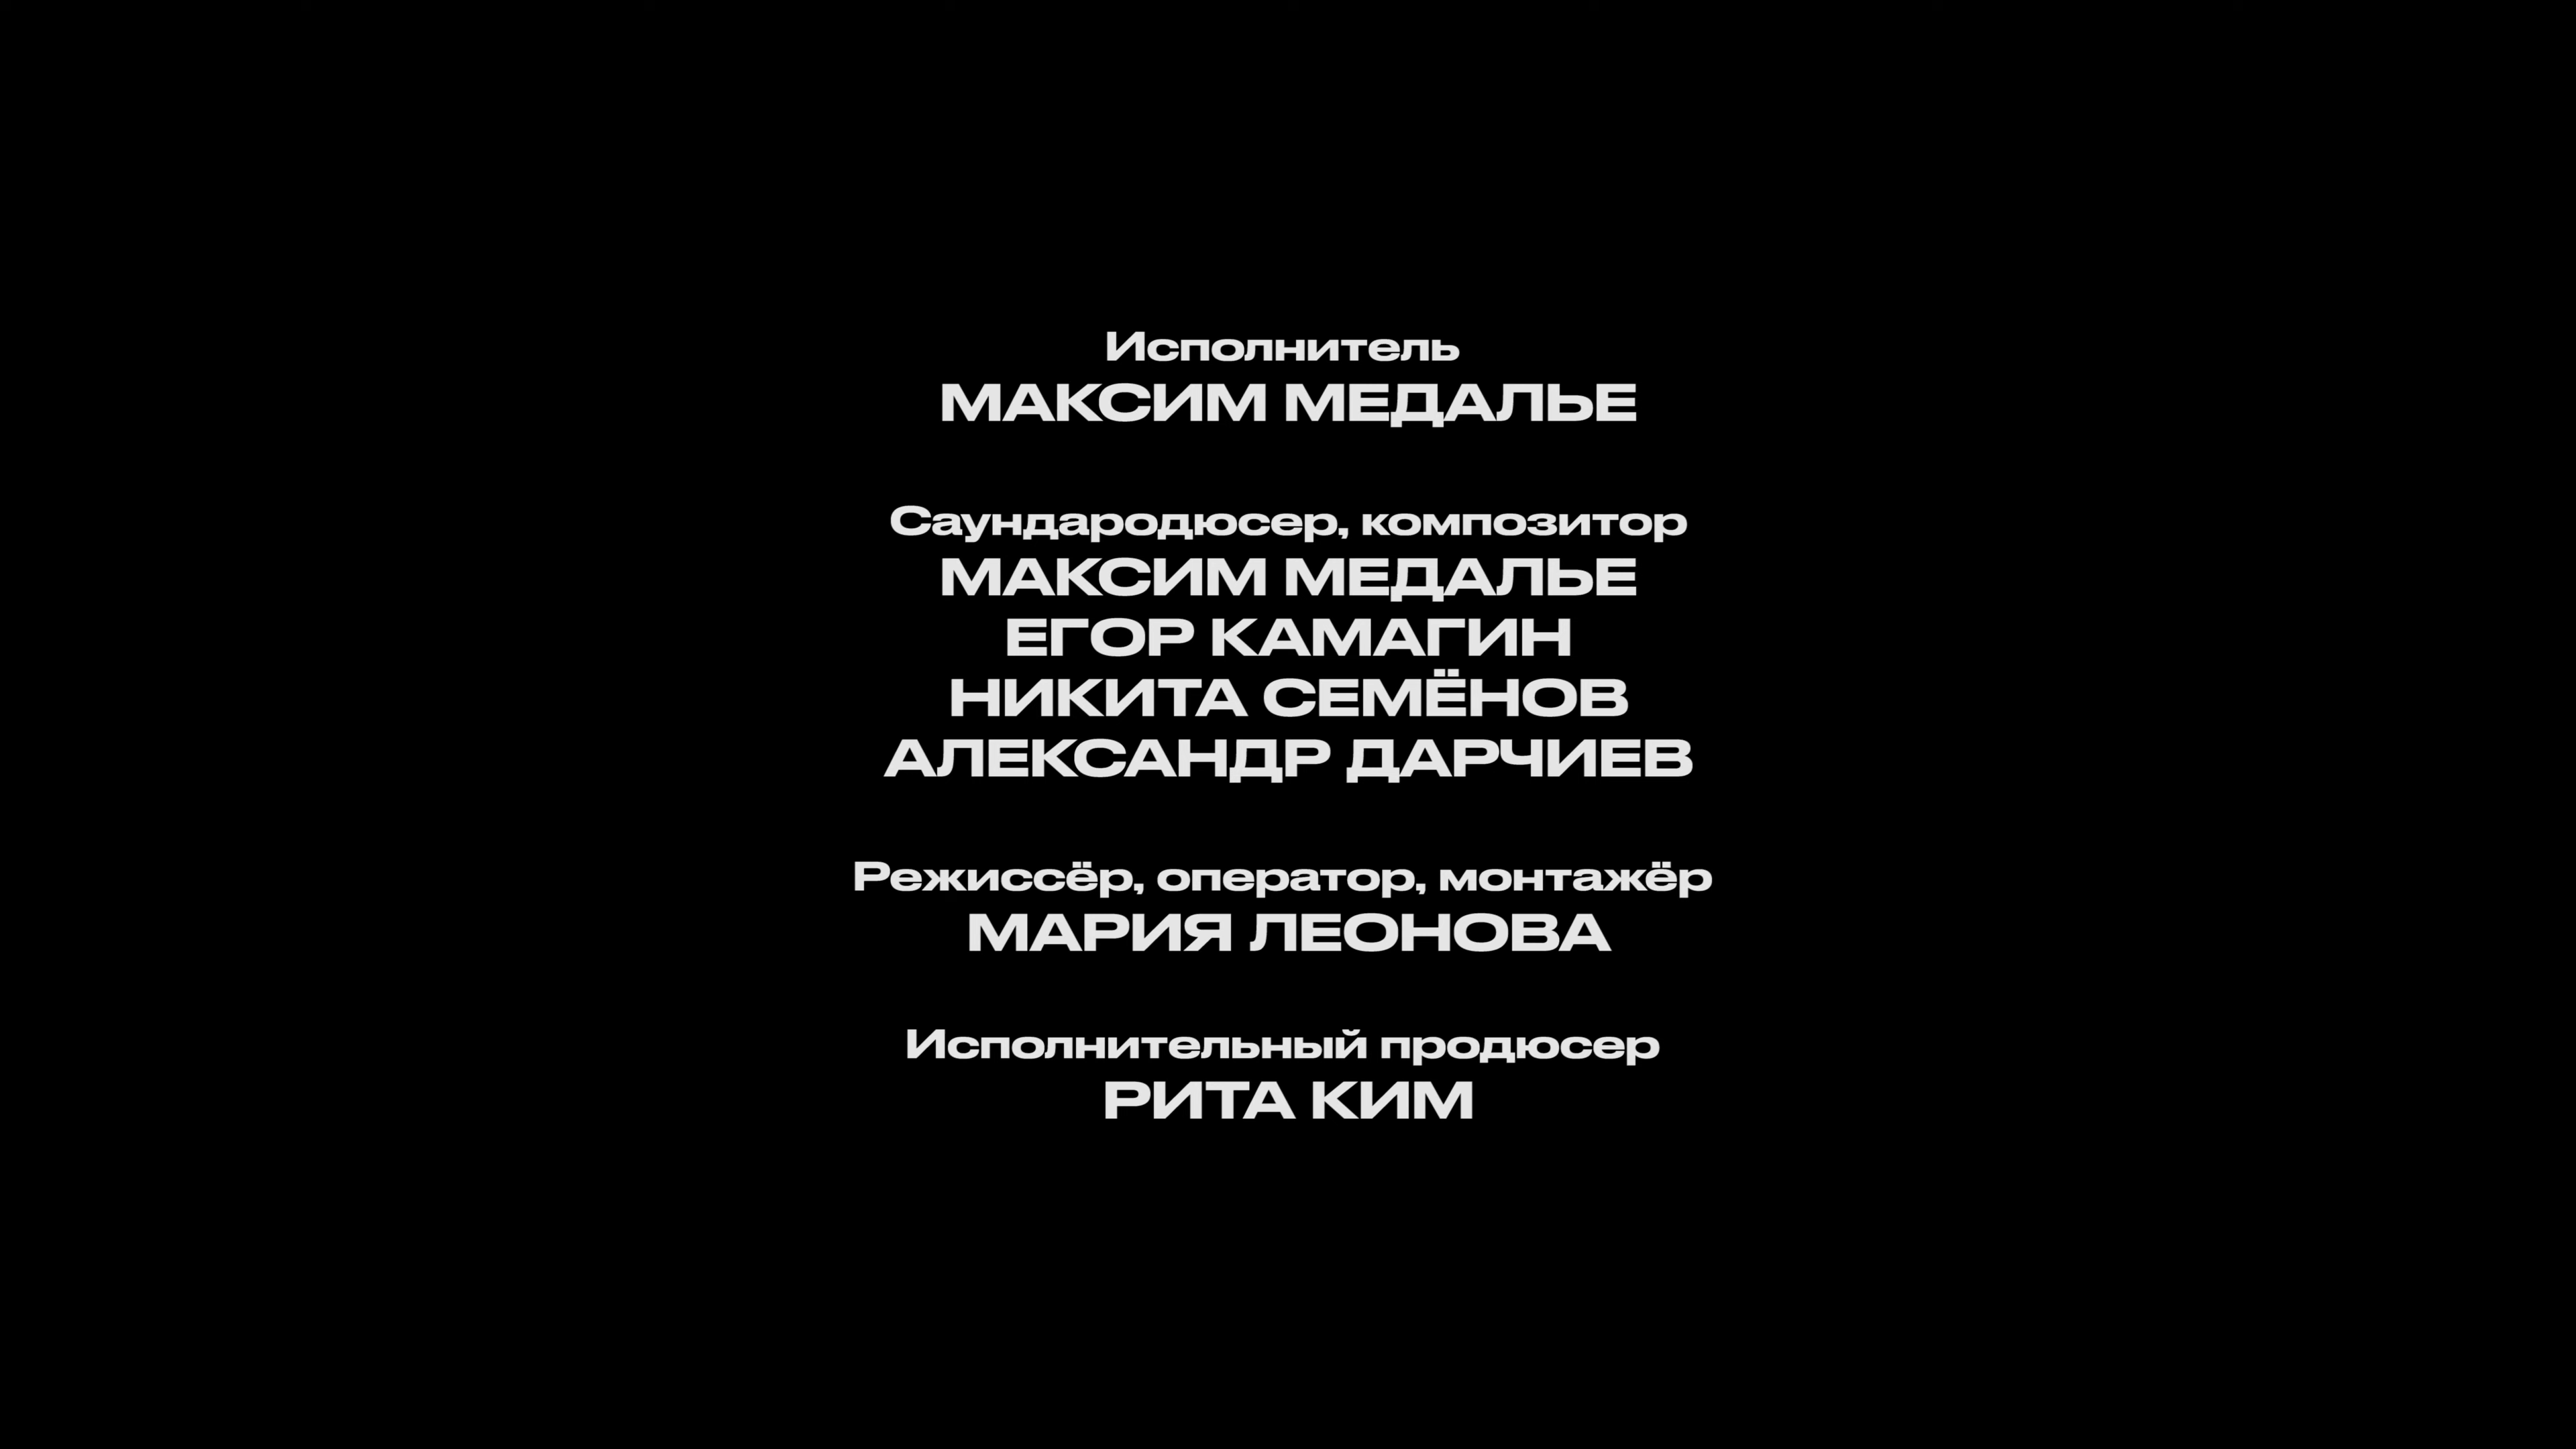 Исполнитель
МАКСИМ МЕДАЛЬЕ
Саундародюсер, композитор
МАКСИМ МЕДАЛЬЕ
ЕГОР КАМАГИН
НИКИТА СЕМЁНОВ
АЛЕКСАНДР ДАРЧИЕВ
Режиссёр, оператор, монтажёр
МАРИЯ ЛЕОНОВА
Исполнительный продюсер
РИТА КИМ